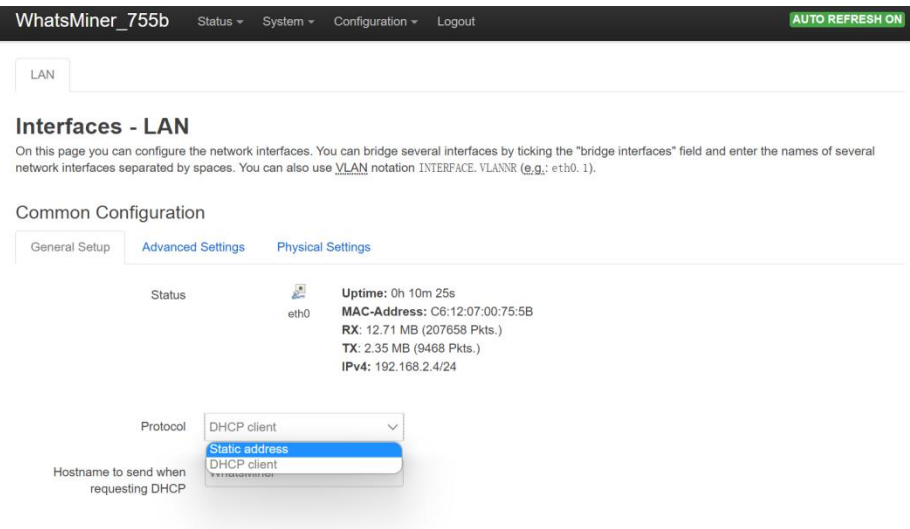 WhatsMiner_755b Status System Configuration Logout AUTO REFRESH ON
LAN
Interfaces - LAN
On this page you can configure the network interfaces. You can bridge several interfaces by ticking the "bridge interfaces" field and enter the names of several
network interfaces separated by spaces. You can also use VLAN notation INTERFACE.VLANNR (e.g.: eth0.1).
Common Configuration
General Setup Advanced Settings Physical Settings
Status
eth0
Uptime: 0h 10m 25s
MAC-Address: C6:12:07:00:75:5B
RX: 12.71 MB (207658 Pkts.)
TX: 2.35 MB (9468 Pkts.)
IPv4: 192.168.2.4/24
Protocol DHCP client
Static address
DHCP client
Hostname to send when
requesting DHCP
WhatsMiner